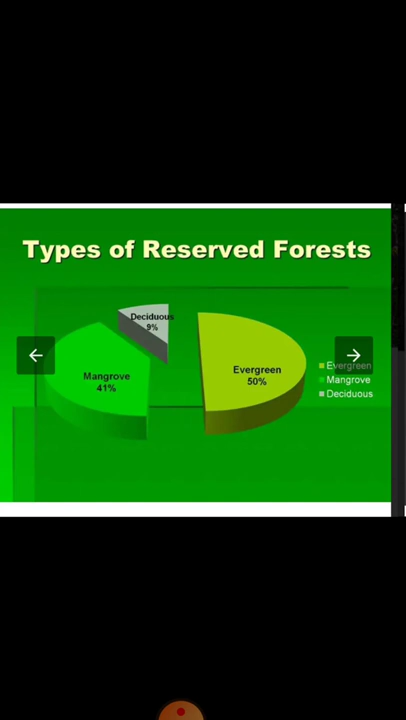 Types of Reserved Forests
Deciduous
9%
Mangrove
41%
Evergreen
50%
Evergreen
Mangrove
Deciduous